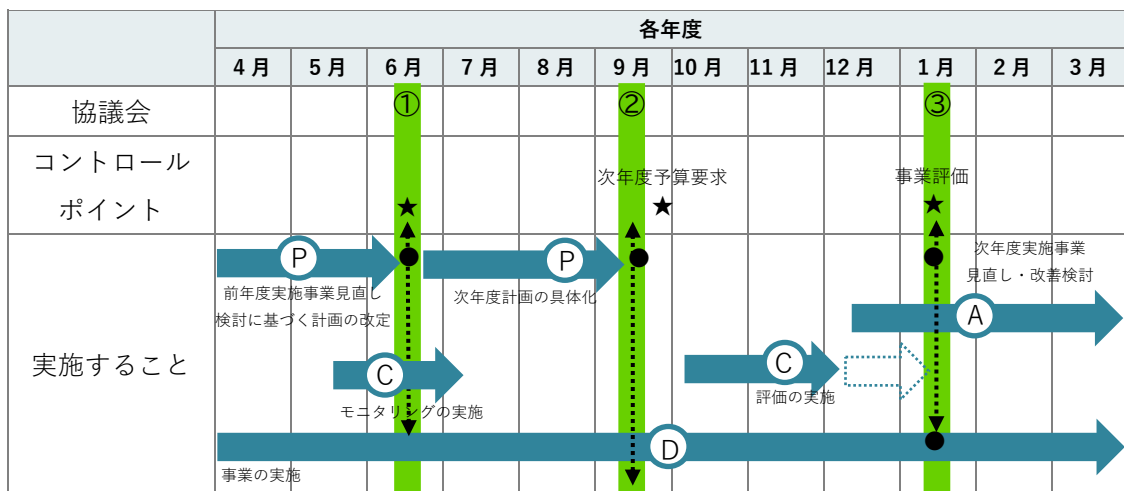 各年度
4月 5月 6月 7月 8月 9月 10月 11月 12月 1月 2月 3月
協議会
① ② ③
コントロール
ポイント
次年度予算要求
事業評価
★ ★ ★
実施すること
P
前年度実施事業見直し
検討に基づく計画の改定
P
次年度計画の具体化
次年度実施事業
見直し・改善検討
A
C
モニタリングの実施
C
評価の実施
D
事業の実施